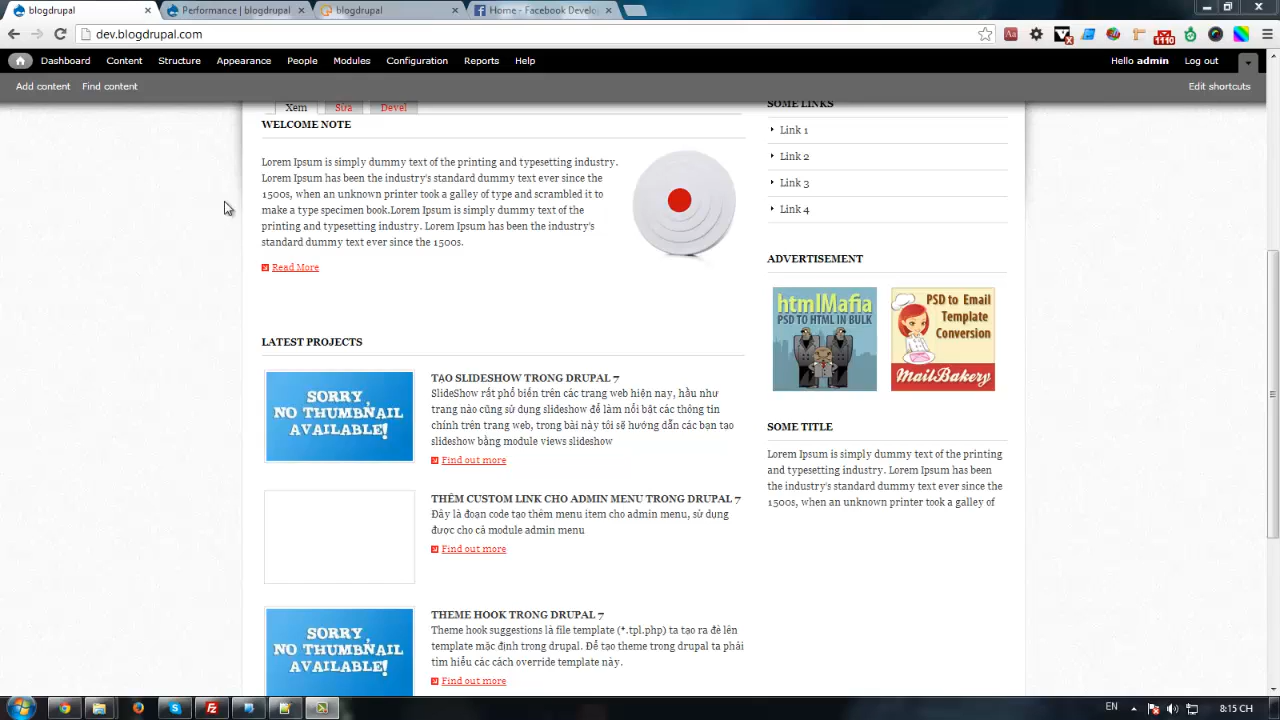 blogdrupal
Performance | blogdrupal
blogdrupal
Home - Facebook Develo
dev.blogdrupal.com
1110
Dashboard Content Structure Appearance People Modules Configuration Reports Help
Hello admin Log out
Add content Find content
Edit shortcuts
Xem Sửa Devel
WELCOME NOTE
Lorem Ipsum is simply dummy text of the printing and typesetting industry.
Lorem Ipsum has been the industry's standard dummy text ever since the
1500s, when an unknown printer took a galley of type and scrambled it to
make a type specimen book.Lorem Ipsum is simply dummy text of the
printing and typesetting industry. Lorem Ipsum has been the industry's
standard dummy text ever since the 1500s.
Read More
LATEST PROJECTS
SORRY,
NO THUMBNAIL
AVAILABLE!
TẠO SLIDESHOW TRONG DRUPAL 7
SlideShow rất phổ biến trên các trang web hiện nay, hầu như
trang nào cũng sử dụng slideshow để làm nổi bật các thông tin
chính trên trang web, trong bài này tôi sẽ hướng dẫn các bạn tạo
slideshow bằng module views slideshow
Find out more
THÊM CUSTOM LINK CHO ADMIN MENU TRONG DRUPAL 7
Đây là đoạn code tạo thêm menu item cho admin menu, sử dụng
được cho cả module admin menu
Find out more
SORRY,
NO THUMBNAIL
AVAILABLE!
THEME HOOK TRONG DRUPAL 7
Theme hook suggestions là file template (*.tpl.php) ta tạo ra đè lên
template mặc định trong drupal. Để tạo theme trong drupal ta phải
tìm hiểu các cách override template này.
Find out more
SOME LINKS
Link 1
Link 2
Link 3
Link 4
ADVERTISEMENT
htmlMafia
PSD TO HTML IN BULK
PSD to Email
Template
Conversion
MailBakery
SOME TITLE
Lorem Ipsum is simply dummy text of the printing
and typesetting industry. Lorem Ipsum has been
the industry's standard dummy text ever since the
1500s, when an unknown printer took a galley of
EN
8:15 CH